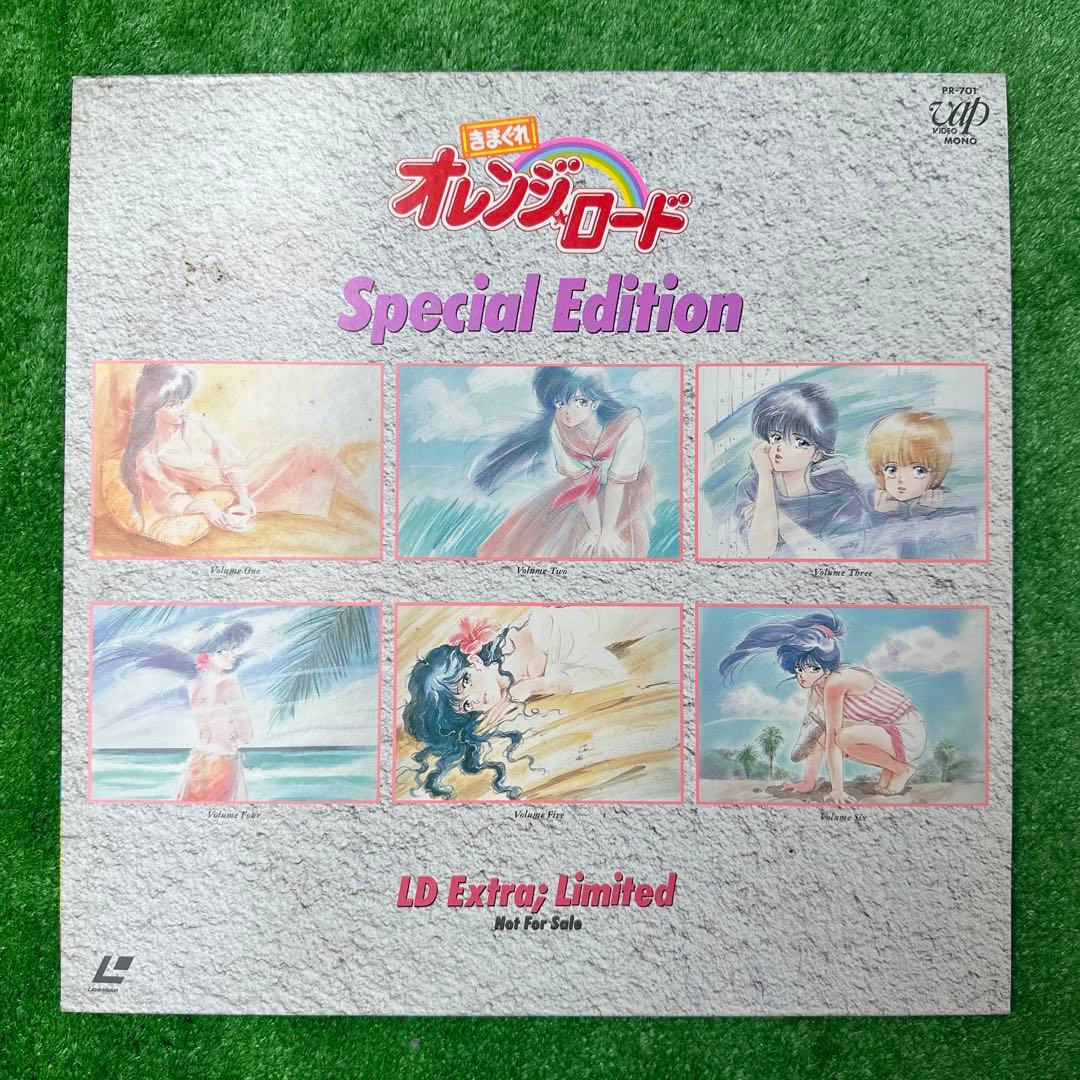 PR-701
vap
VIDEO
MONO
きまぐれ
オレンジ☆ロード
Special Edition
Volume One
Volume Two
Volume Three
Volume Four
Volume Five
Volume Six
LD Extra; Limited
Not For Sale
LaserVision